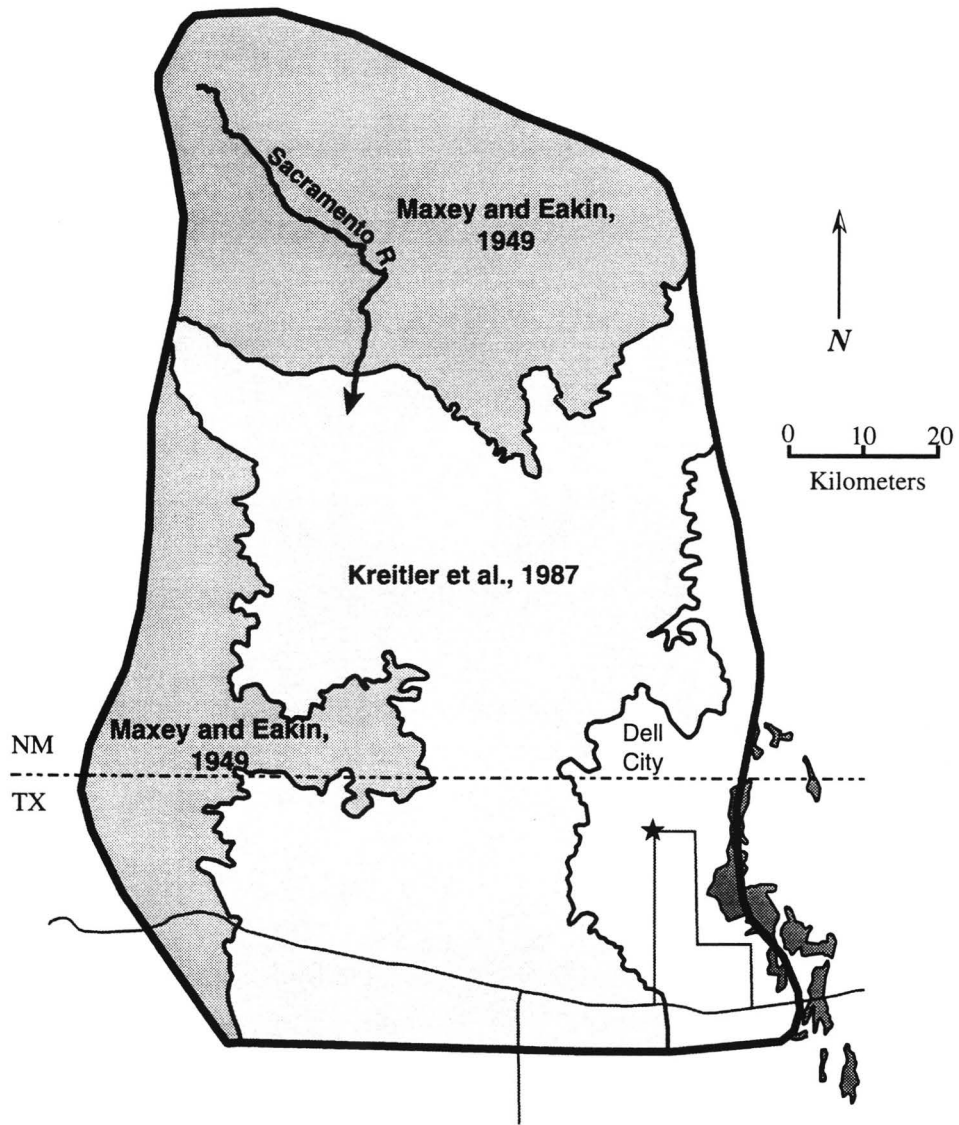 Sacramento R
Maxey and Eakin,
1949
N
0 10 20
Kilometers
Kreitler et al., 1987
Maxey and Eakin,
1949
Dell
City
NM
TX